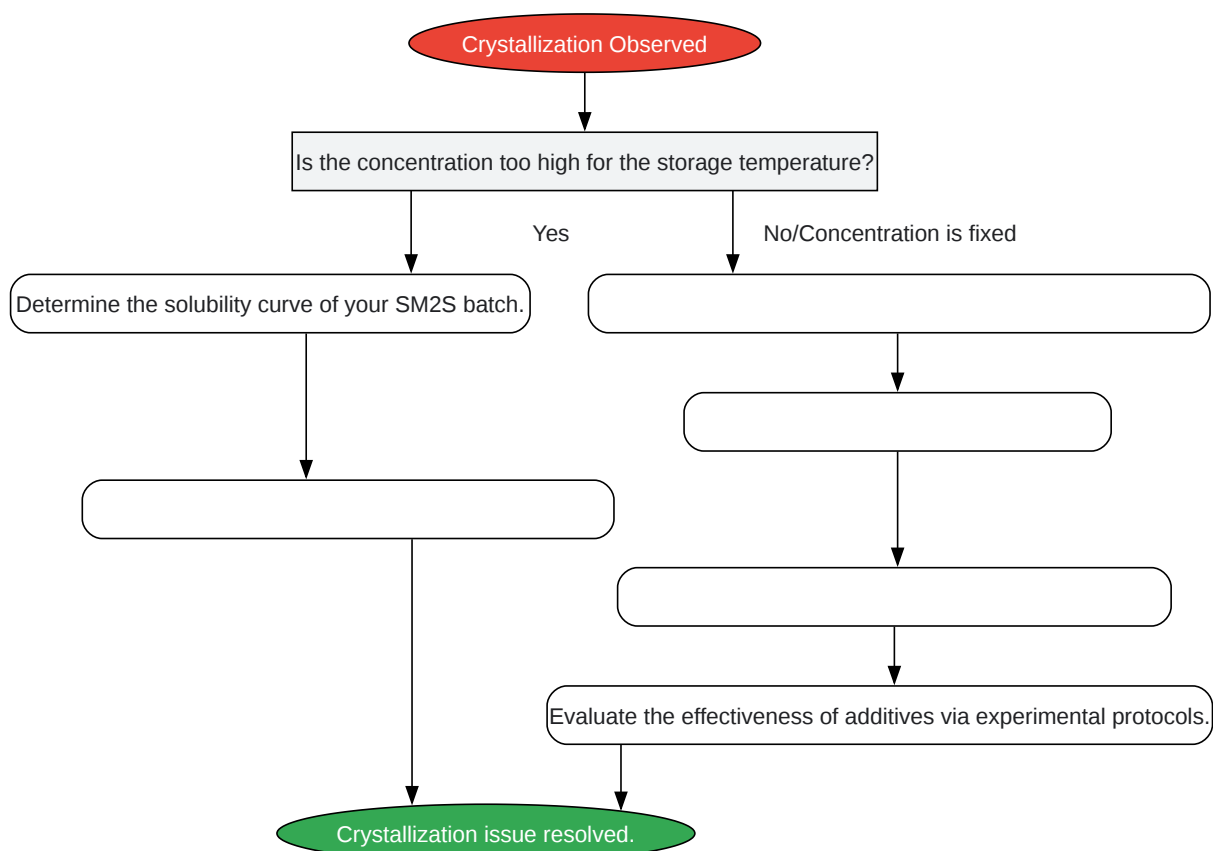 Crystallization Observed
Is the concentration too high for the storage temperature?
Yes
No/Concentration is fixed
Determine the solubility curve of your SM2S batch.
Evaluate the effectiveness of additives via experimental protocols.
Crystallization issue resolved.